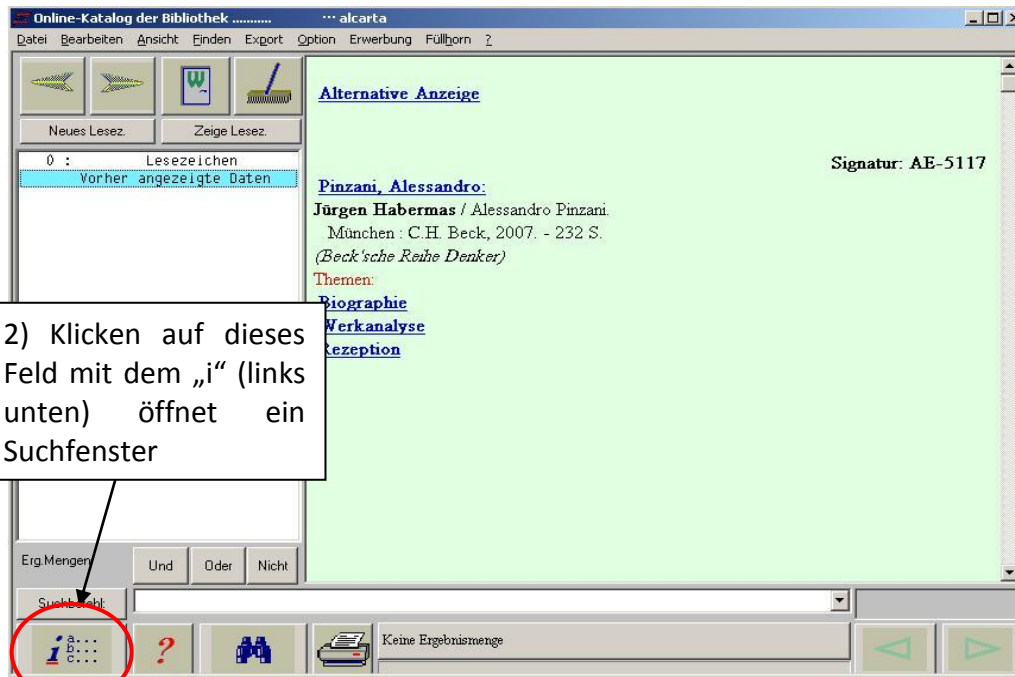 Online-Katalog der Bibliothek ........... ··· alcarta
Datei Bearbeiten Ansicht Finden Export Option Erwerbung Füllhorn ?
Neues Lesez. Zeige Lesez.
0 : Lesezeichen
Vorher angezeigte Daten
Alternative Anzeige
Signatur: AE-5117
Pinzani, Alessandro:
Jürgen Habermas / Alessandro Pinzani.
München : C.H. Beck, 2007. - 232 S.
(Beck'sche Reihe Denker)
Themen:
Biographie
Werkanalyse
Rezeption
2) Klicken auf dieses
Feld mit dem „i“ (links
unten) öffnet ein
Suchfenster
Erg.Mengen Und Oder Nicht
Suchbefehl:
i a: b: c: ?
Keine Ergebnismenge